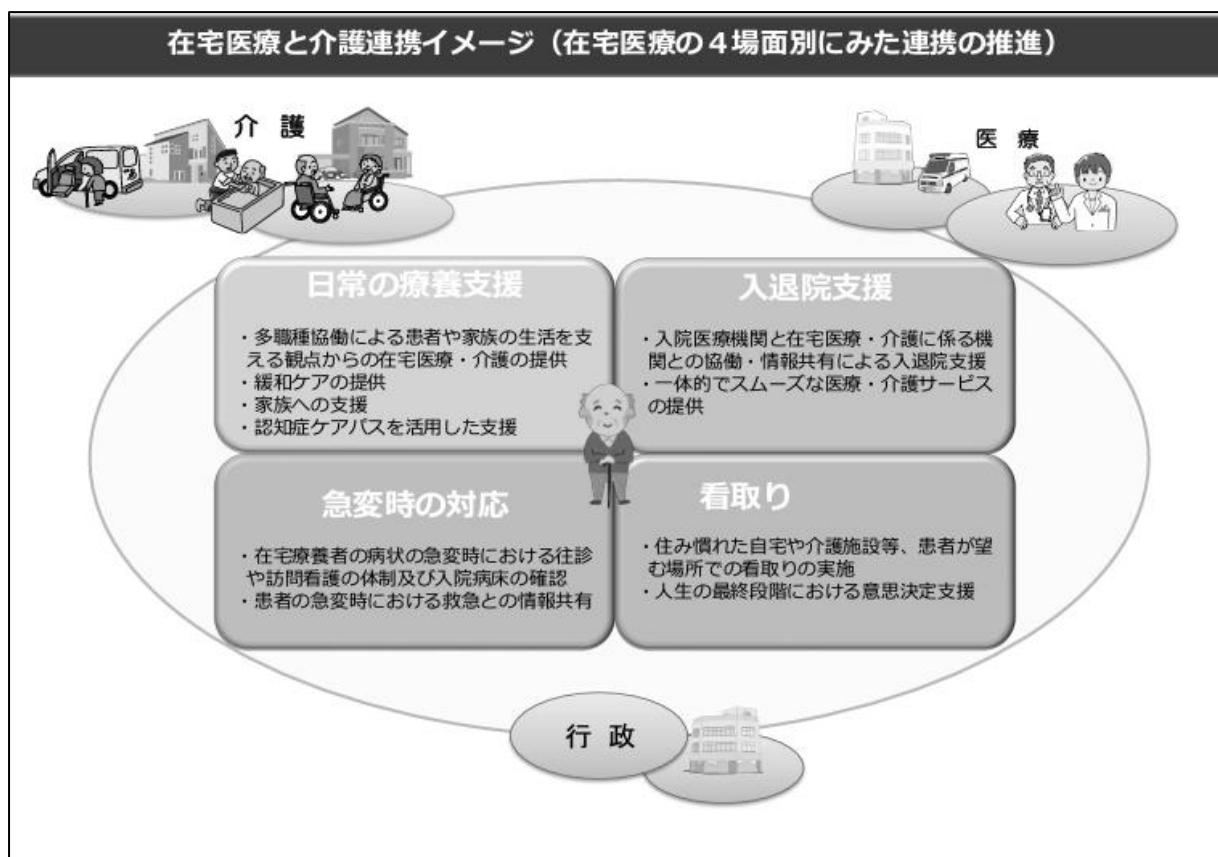 在宅医療と介護連携イメージ（在宅医療の４場面別にみた連携の推進）
介 護
医 療
日常の療養支援
・多職種協働による患者や家族の生活を支
える観点からの在宅医療・介護の提供
・緩和ケアの提供
・家族への支援
・認知症ケアパスを活用した支援
入退院支援
・入院医療機関と在宅医療・介護に係る機
関との協働・情報共有による入退院支援
・一体的でスムーズな医療・介護サービス
の提供
急変時の対応
・在宅療養者の病状の急変時における往診
や訪問看護の体制及び入院病床の確認
・患者の急変時における救急との情報共有
看取り
・住み慣れた自宅や介護施設等、患者が望
む場所での看取りの実施
・人生の最終段階における意思決定支援
行 政